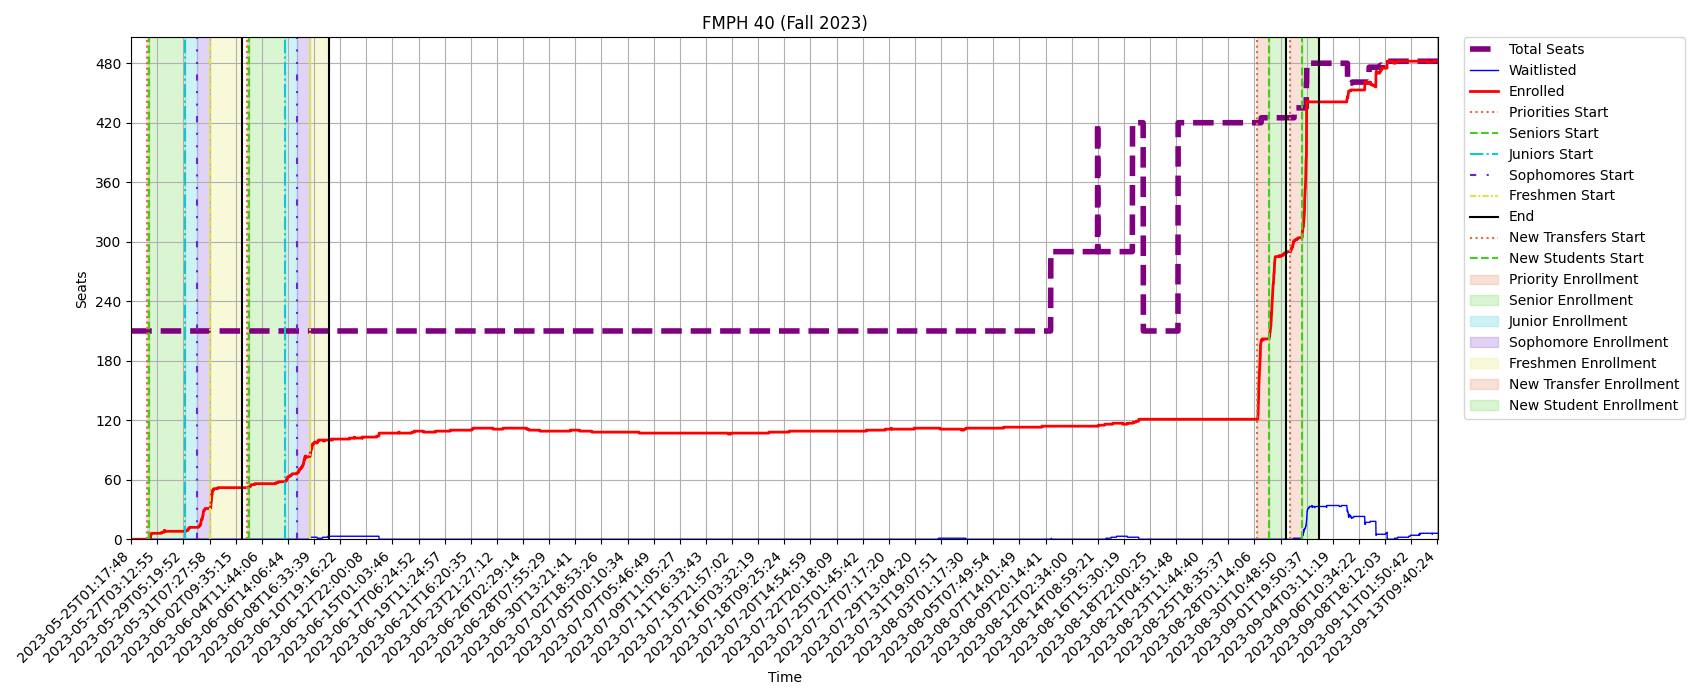 FMPH 40 (Fall 2023)
Seats
480
420
360
300
240
180
120
60
0
2023-05-25T01:17:48
2023-05-27T03:12:55
2023-05-29T05:19:52
2023-05-31T07:27:58
2023-06-02T09:35:15
2023-06-04T11:44:06
2023-06-06T14:06:44
2023-06-08T16:33:39
2023-06-10T19:16:22
2023-06-12T22:00:08
2023-06-15T01:03:46
2023-06-17T06:24:52
2023-06-19T11:24:57
2023-06-21T16:20:35
2023-06-23T21:27:12
2023-06-26T02:29:14
2023-06-28T07:55:29
2023-06-30T13:21:41
2023-07-02T18:53:26
2023-07-05T00:10:34
2023-07-07T05:46:49
2023-07-09T11:05:27
2023-07-11T16:33:43
2023-07-13T21:57:02
2023-07-16T03:32:19
2023-07-18T09:25:24
2023-07-20T14:54:59
2023-07-22T20:18:09
2023-07-25T01:45:42
2023-07-27T07:17:20
2023-07-29T13:04:20
2023-07-31T19:07:51
2023-08-03T01:17:30
2023-08-05T07:49:54
2023-08-07T14:01:49
2023-08-09T20:14:41
2023-08-12T02:34:00
2023-08-14T08:59:21
2023-08-16T15:30:19
2023-08-18T22:00:25
2023-08-21T04:51:48
2023-08-23T11:44:40
2023-08-25T18:35:37
2023-08-28T01:14:06
2023-08-30T10:48:50
2023-09-01T19:50:37
2023-09-04T03:11:19
2023-09-06T10:34:22
2023-09-08T18:12:03
2023-09-11T01:50:42
2023-09-13T09:40:24
Time
Total Seats
Waitlisted
Enrolled
Priorities Start
Seniors Start
Juniors Start
Sophomores Start
Freshmen Start
End
New Transfers Start
New Students Start
Priority Enrollment
Senior Enrollment
Junior Enrollment
Sophomore Enrollment
Freshmen Enrollment
New Transfer Enrollment
New Student Enrollment